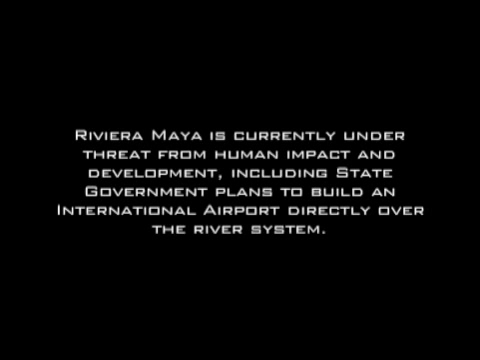 Riviera Maya is currently under
threat from human impact and
development, including State
Government plans to build an
International Airport directly over
the river system.